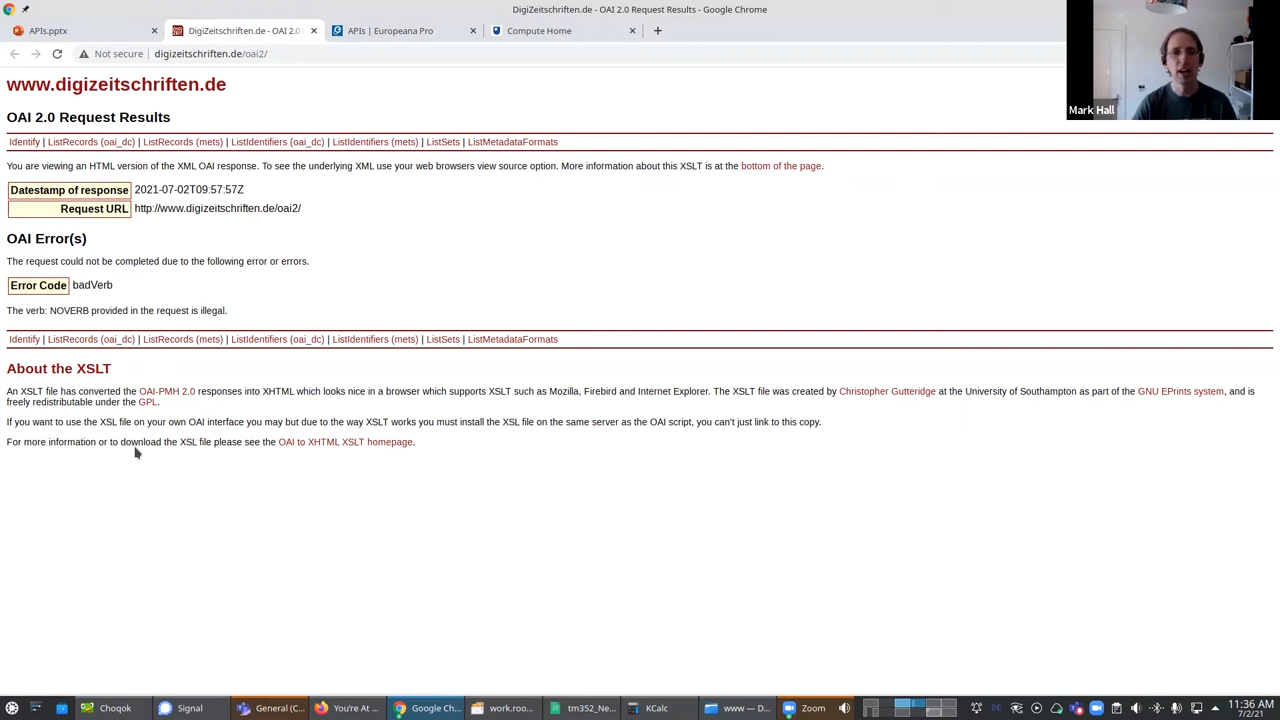 DigiZeitschriften.de - OAI 2.0 Request Results - Google Chrome
APIs.pptx
DigiZeitschriften.de - OAI 2.0
APIs | Europeana Pro
Compute Home
Not secure
digizeitschriften.de/oai2/
Mark Hall
www.digizeitschriften.de
OAI 2.0 Request Results
Identify | ListRecords (oai_dc) | ListRecords (mets) | ListIdentifiers (oai_dc) | ListIdentifiers (mets) | ListSets | ListMetadataFormats
You are viewing an HTML version of the XML OAI response. To see the underlying XML use your web browsers view source option. More information about this XSLT is at the bottom of the page.
Datestamp of response 2021-07-02T09:57:57Z
Request URL http://www.digizeitschriften.de/oai2/
OAI Error(s)
The request could not be completed due to the following error or errors.
Error Code badVerb
The verb: NOVERB provided in the request is illegal.
Identify | ListRecords (oai_dc) | ListRecords (mets) | ListIdentifiers (oai_dc) | ListIdentifiers (mets) | ListSets | ListMetadataFormats
About the XSLT
An XSLT file has converted the OAI-PMH 2.0 responses into XHTML which looks nice in a browser which supports XSLT such as Mozilla, Firebird and Internet Explorer. The XSLT file was created by Christopher Gutteridge at the University of Southampton as part of the GNU EPrints system, and is
freely redistributable under the GPL.
If you want to use the XSL file on your own OAI interface you may but due to the way XSLT works you must install the XSL file on the same server as the OAI script, you can't just link to this copy.
For more information or to download the XSL file please see the OAI to XHTML XSLT homepage.
Choqok
Signal
General (C...
You're At ...
Google Ch...
work.roo...
tm352_Ne...
KCalc
www — D...
Zoom
DE
11:36 AM
7/2/21